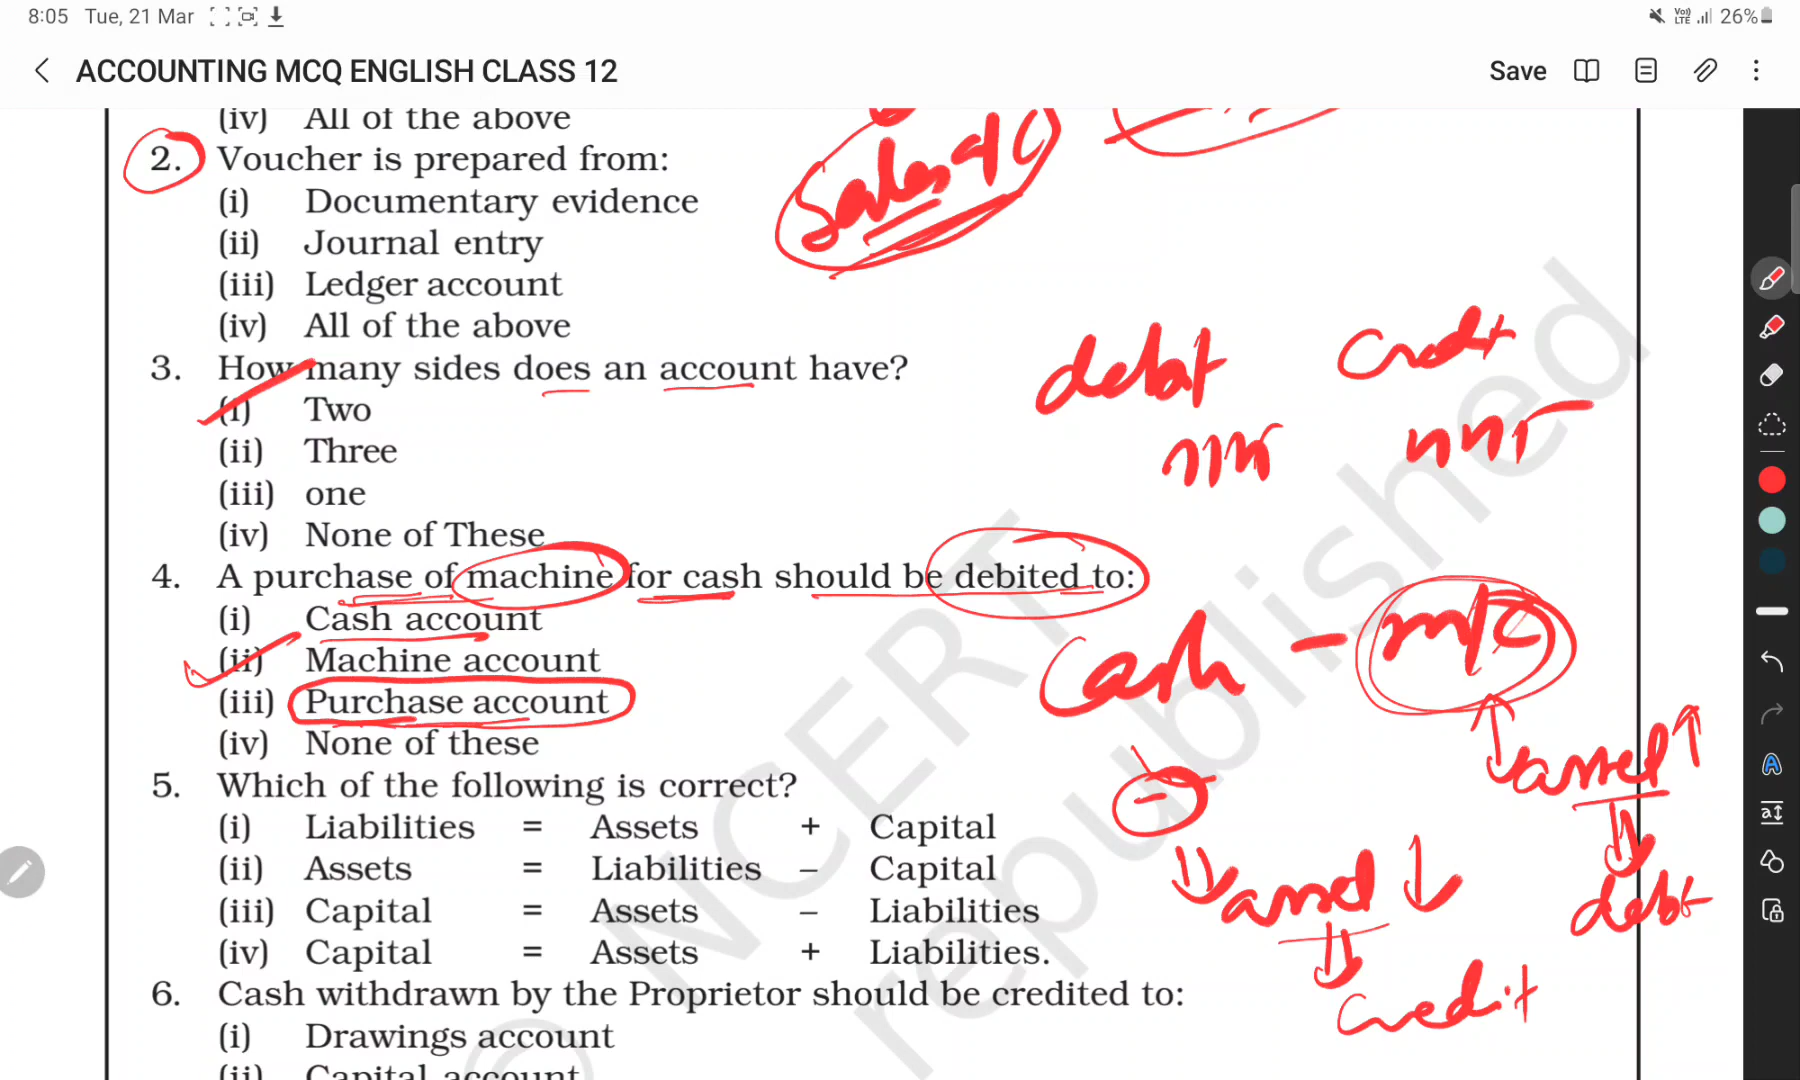 8:05 Tue, 21 Mar
26%
ACCOUNTING MCQ ENGLISH CLASS 12
Save
(iv) All of the above
2. Voucher is prepared from:
Sales a/c
(i) Documentary evidence
(ii) Journal entry
(iii) Ledger account
(iv) All of the above
3. How many sides does an account have?
debit credit
(i) Two
(ii) Three
(iii) one
(iv) None of These
4. A purchase of machine for cash should be debited to:
(i) Cash account
(ii) Machine account
cash – m/c
(iii) Purchase account
(iv) None of these
5. Which of the following is correct?
(i) Liabilities = Assets + Capital
(ii) Assets = Liabilities – Capital
(iii) Capital = Assets – Liabilities
(iv) Capital = Assets + Liabilities.
credit
6. Cash withdrawn by the Proprietor should be credited to:
(i) Drawings account
(ii) Capital account
© NCERT
republished